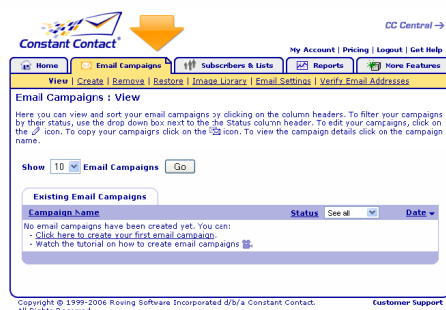 CC Central
Constant Contact
My Account | Pricing | Logout | Get Help
Home Email Campaigns Subscribers & Lists Reports More Features
View | Create | Remove | Restore | Image Library | Email Settings | Verify Email Addresses
Email Campaigns : View
Here you can view and sort your email campaigns by clicking on the column headers. To filter your campaigns
by their status, use the drop down box next to the the Status column header. To edit your campaigns, click on
the icon. To copy your campaigns click on the icon. To view the campaign details click on the campaign
name.
Show 10 Email Campaigns Go
Existing Email Campaigns
Campaign Name Status See all Date
No email campaigns have been created yet. You can:
- Click here to create your first email campaign.
- Watch the tutorial on how to create email campaigns
Copyright © 1999-2006 Roving Software Incorporated d/b/a Constant Contact. Customer Support
All Rights Reserved